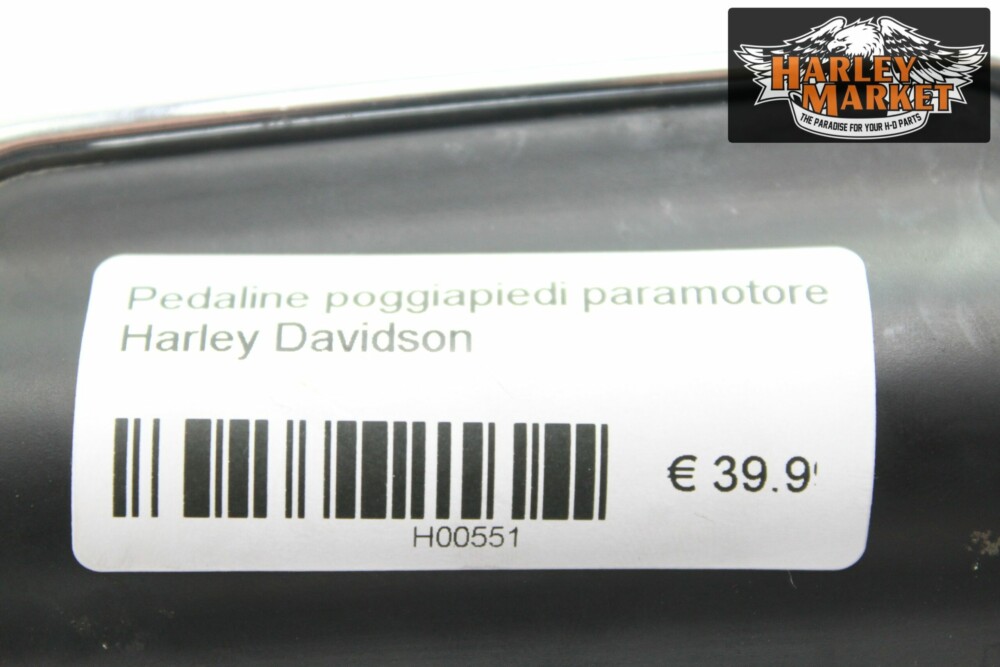 HARLEY
MARKET
THE PARADISE FOR YOUR H-D PARTS
Pedaline poggiapiedi paramotore
Harley Davidson
€ 39.9
H00551